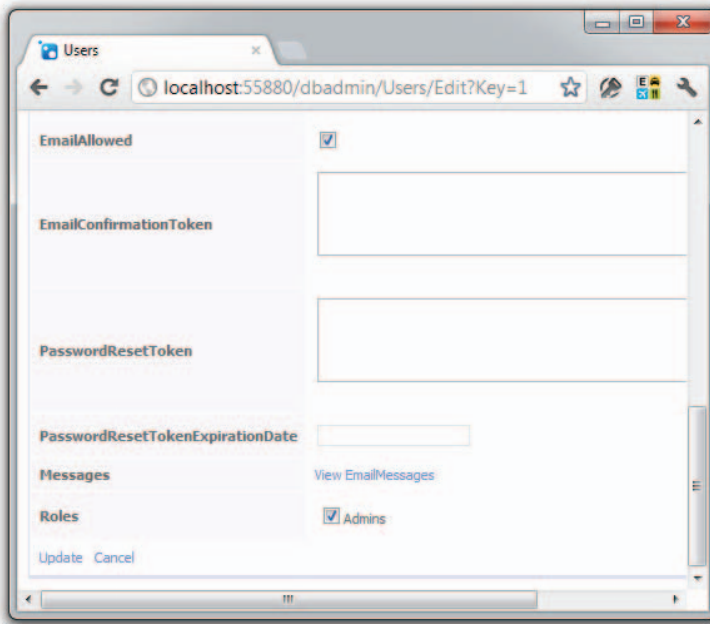 Users
localhost:55880/dbadmin/Users/Edit?Key=1
EmailAllowed
EmailConfirmationToken
PasswordResetToken
PasswordResetTokenExpirationDate
Messages View EmailMessages
Roles Admins
Update Cancel